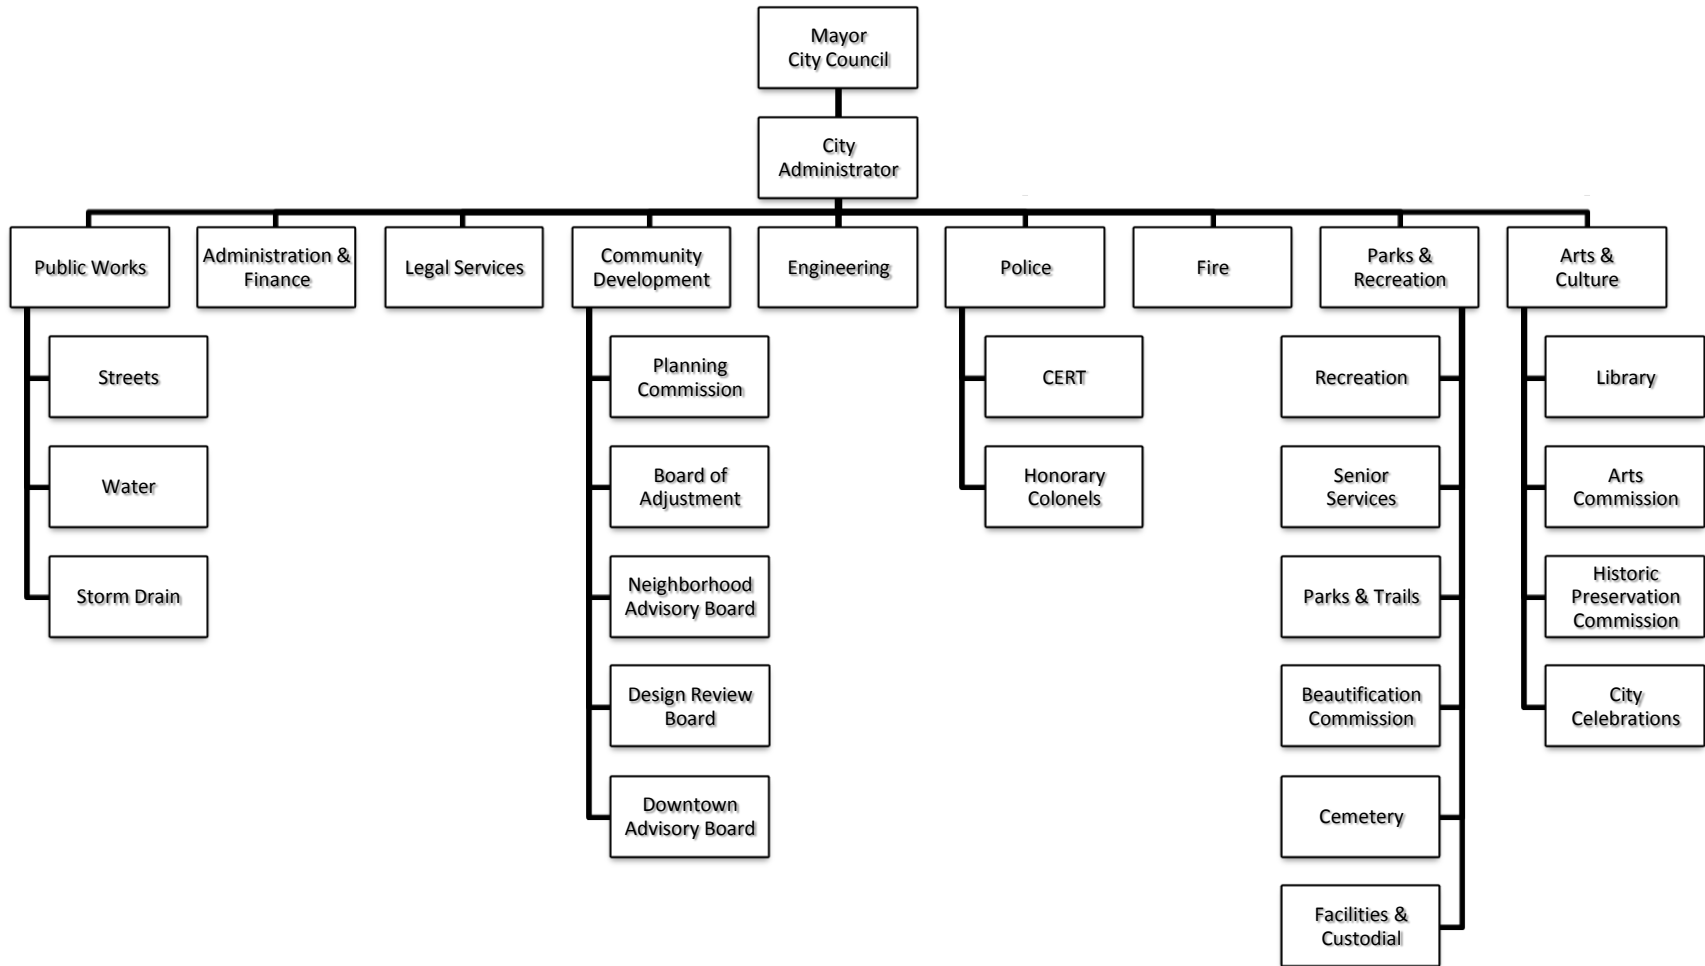 Mayor
City Council
City
Administrator
Public Works
Administration &
Finance
Legal Services
Community
Development
Engineering
Police
Fire
Parks &
Recreation
Arts &
Culture
Streets
Water
Storm Drain
Planning
Commission
Board of
Adjustment
Neighborhood
Advisory Board
Design Review
Board
Downtown
Advisory Board
CERT
Honorary
Colonels
Recreation
Senior
Services
Parks & Trails
Beautification
Commission
Cemetery
Facilities &
Custodial
Library
Arts
Commission
Historic
Preservation
Commission
City
Celebrations